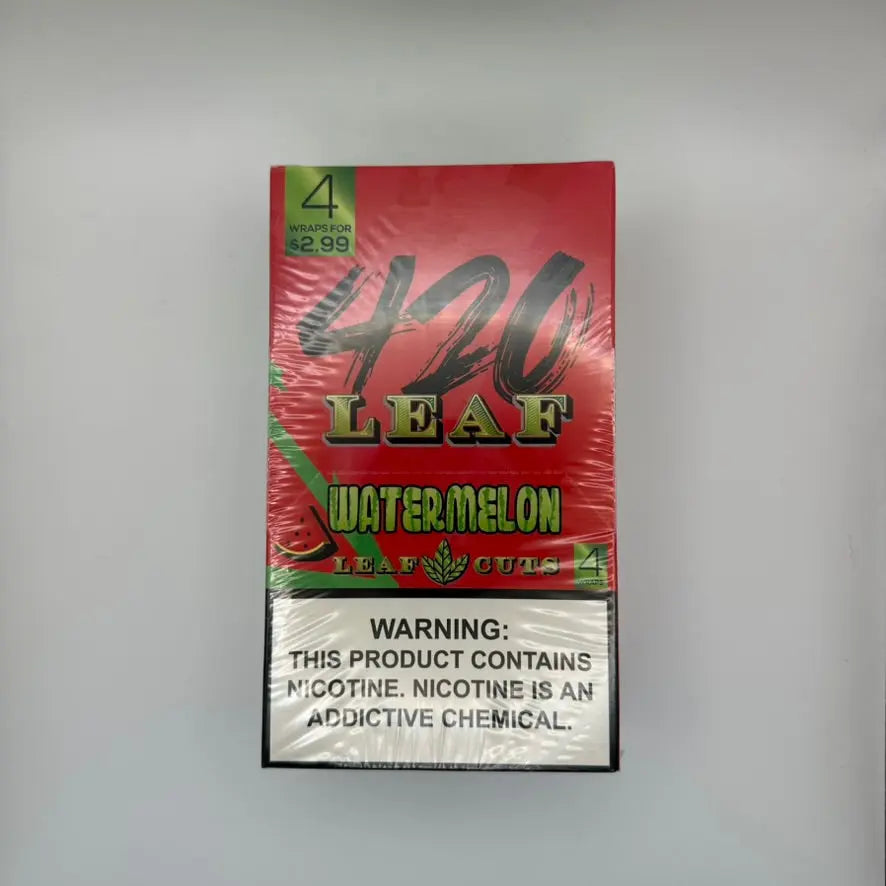 4
WRAPS FOR
$2.99
420
LEAF
WATERMELON
LEAF CUTS
4
WRAPS
WARNING:
THIS PRODUCT CONTAINS
NICOTINE. NICOTINE IS AN
ADDICTIVE CHEMICAL.